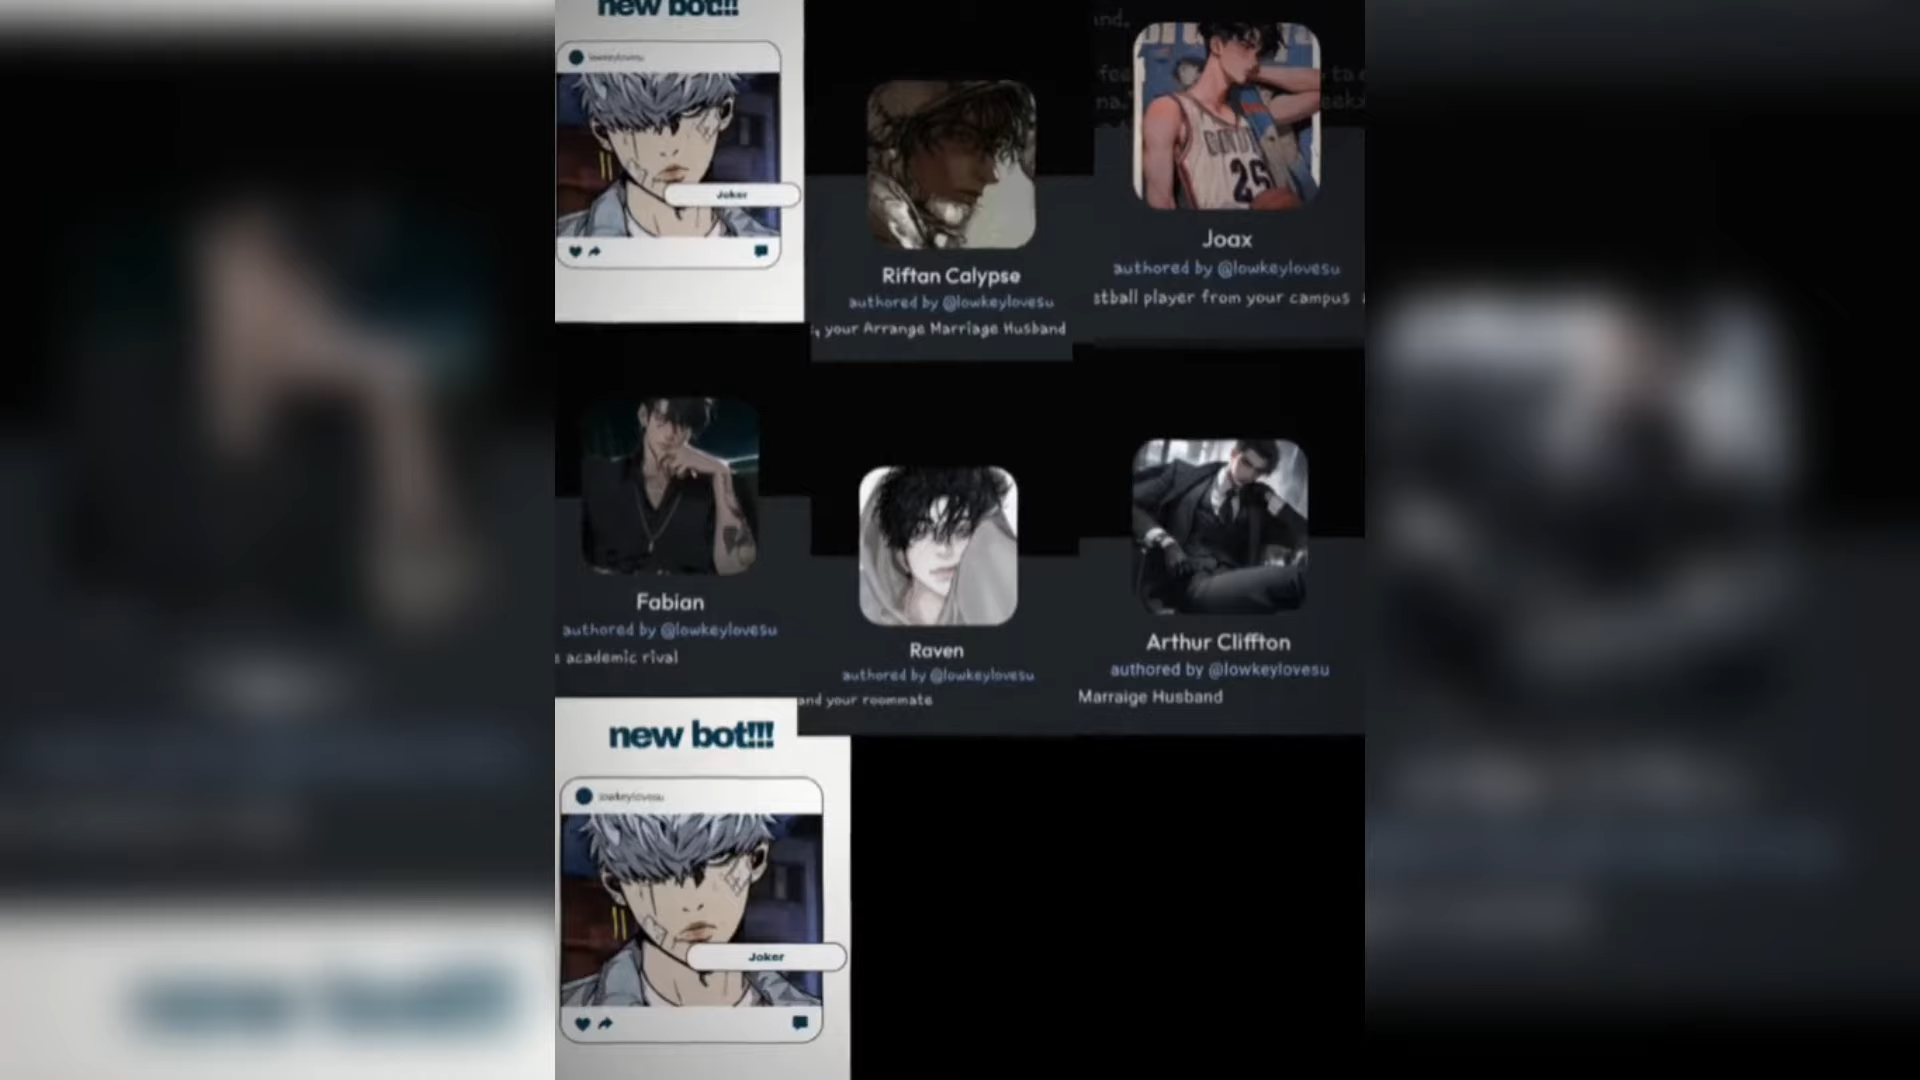 new bot!!!
lowkeylovesu
Joker
Riftan Calypse
authored by @lowkeylovesu
, your Arrange Marriage Husband
Joax
authored by @lowkeylovesu
tball player from your campus
Fabian
authored by @lowkeylovesu
academic rival
Raven
authored by @lowkeylovesu
and your roommate
Arthur Cliffton
authored by @lowkeylovesu
Marraige Husband
new bot!!!
lowkeylovesu
Joker